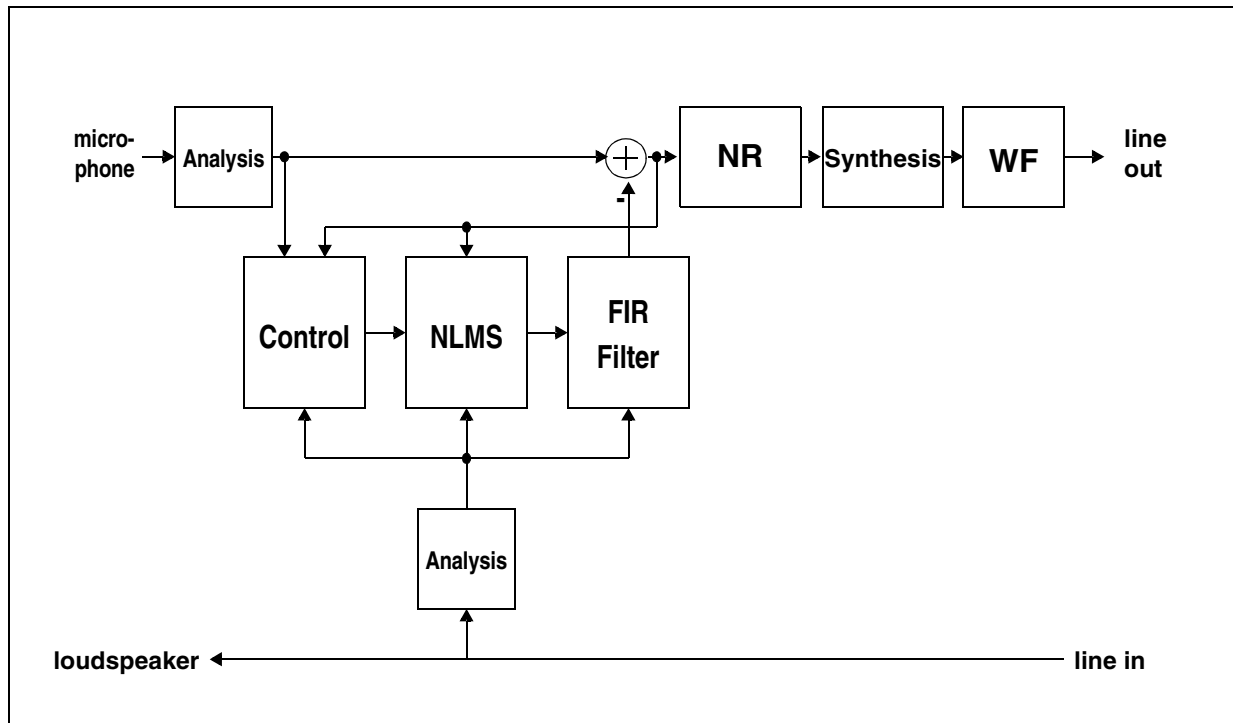 micro-
phone
Analysis
+
-
NR
Synthesis
WF
line
out
Control
NLMS
FIR
Filter
Analysis
loudspeaker
line in